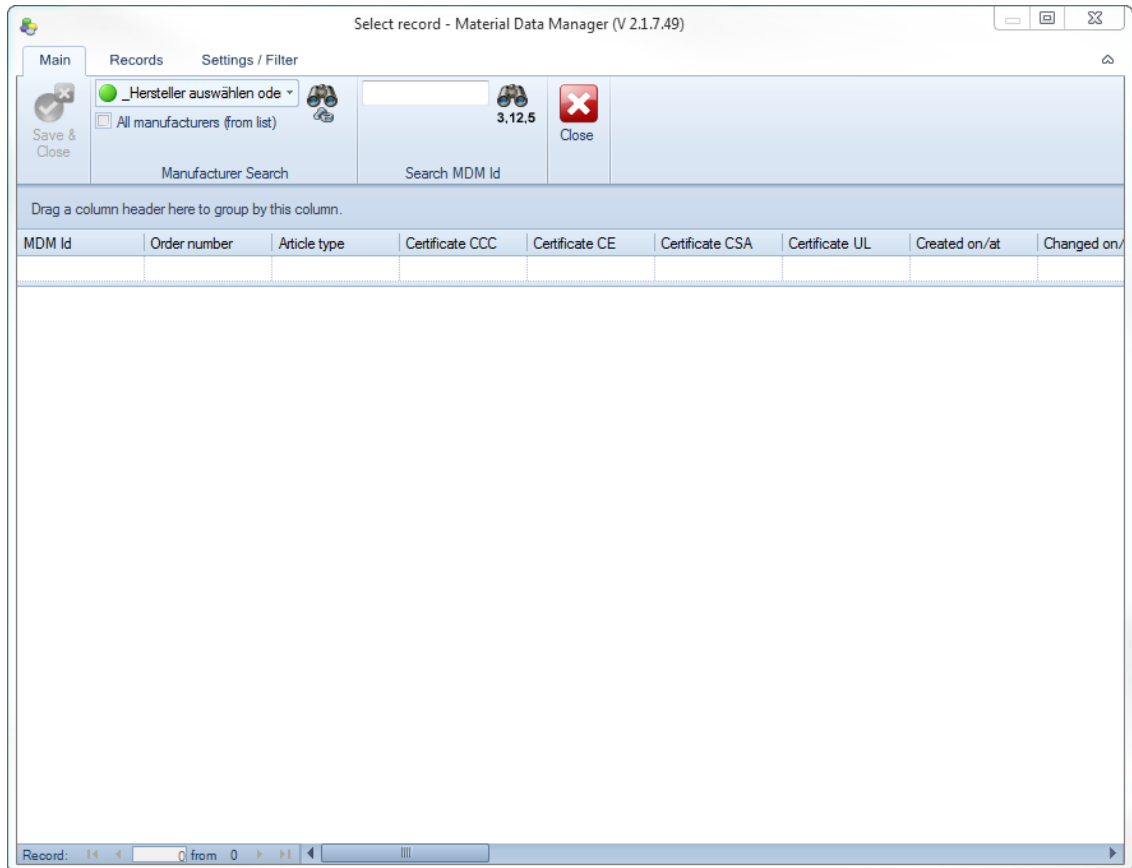 Select record - Material Data Manager (V 2.1.7.49)
Main Records Settings / Filter
Save & Close
_Hersteller auswählen ode
All manufacturers (from list)
Manufacturer Search
3,12,5
Search MDM Id
Close
Drag a column header here to group by this column.
MDM Id Order number Article type Certificate CCC Certificate CE Certificate CSA Certificate UL Created on/at Changed on/
Record: 0 from 0